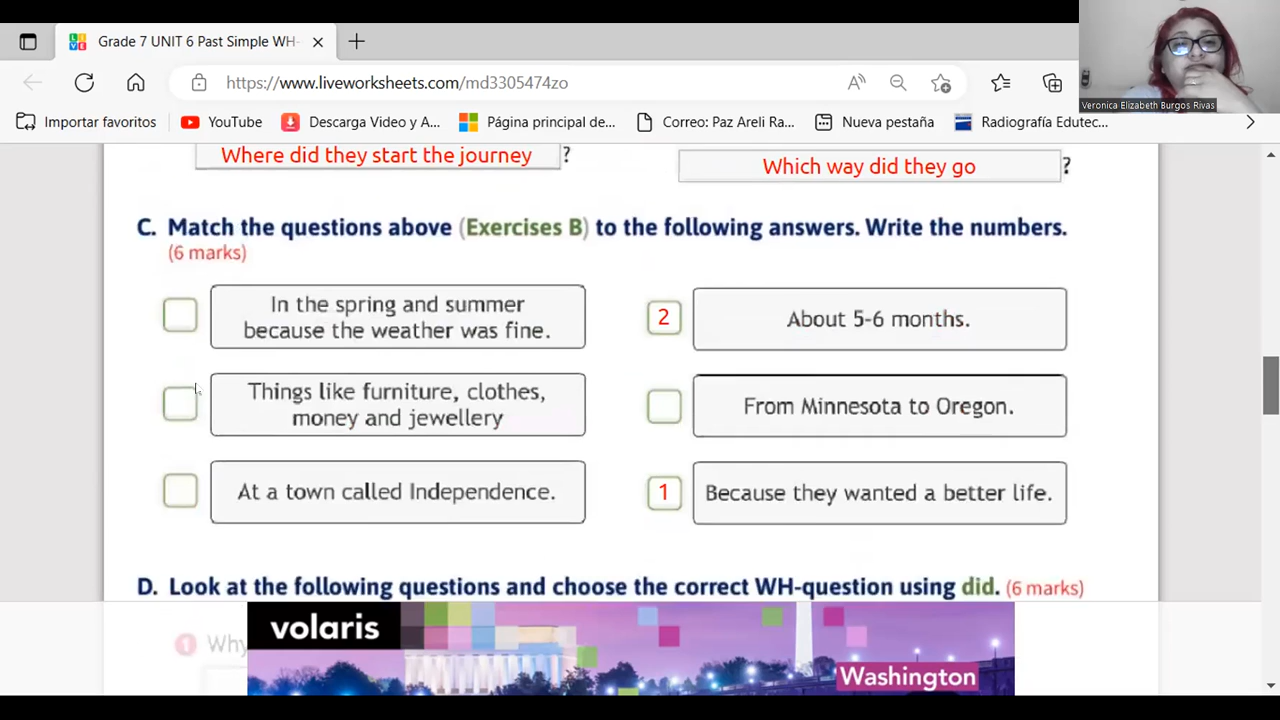 Grade 7 UNIT 6 Past Simple WH-
https://www.liveworksheets.com/md3305474zo
Importar favoritos
YouTube
Descarga Video y A...
Página principal de...
Correo: Paz Areli Ra...
Nueva pestaña
Radiografía Edutec...
Veronica Elizabeth Burgos Rivas
Where did they start the journey ?
Which way did they go ?
C. Match the questions above (Exercises B) to the following answers. Write the numbers.
(6 marks)
In the spring and summer
because the weather was fine.
2 About 5-6 months.
Things like furniture, clothes,
money and jewellery
From Minnesota to Oregon.
At a town called Independence.
1 Because they wanted a better life.
D. Look at the following questions and choose the correct WH-question using did. (6 marks)
1 Why
volaris
Washington